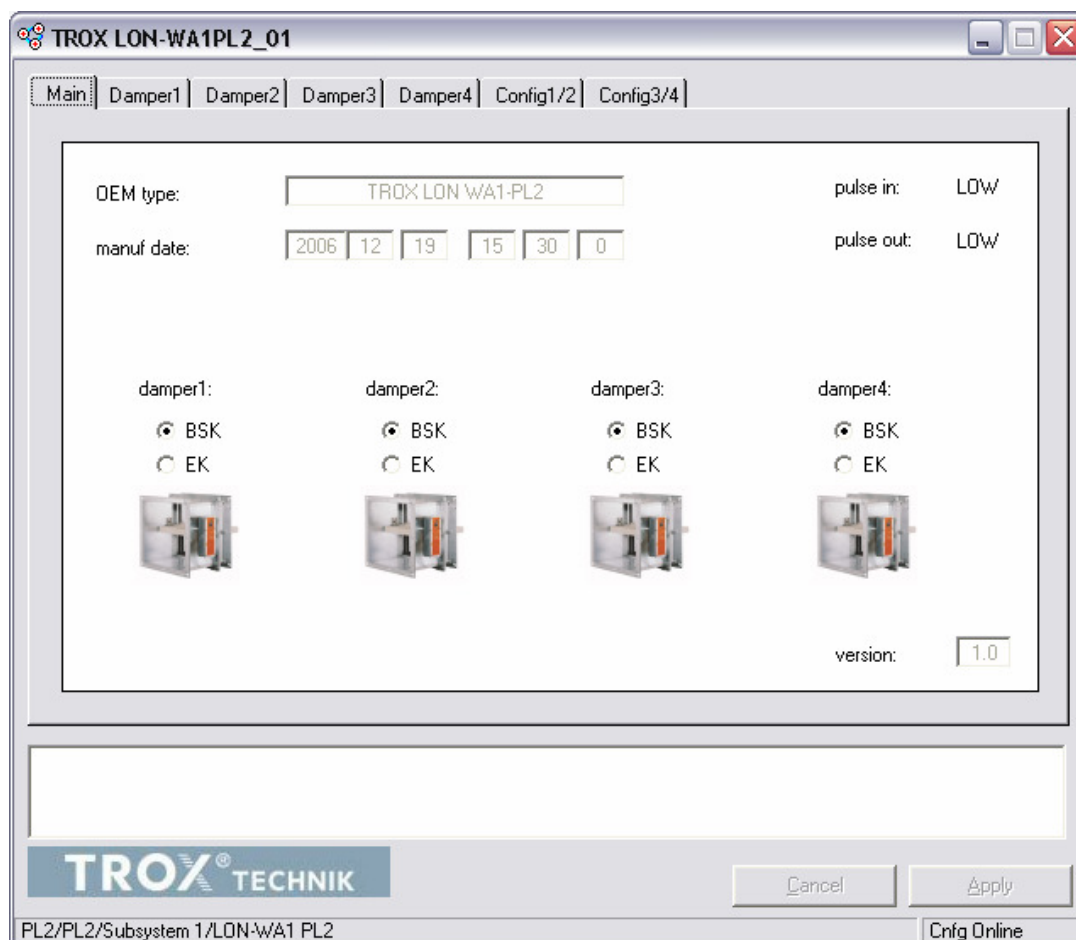 TROX LON-WA1PL2_01
Main Damper1 Damper2 Damper3 Damper4 Config1/2 Config3/4
OEM type: TROX LON WA1-PL2 pulse in: LOW
manuf date: 2006 12 19 15 30 0 pulse out: LOW
damper1: damper2: damper3: damper4:
BSK BSK BSK BSK
EK EK EK EK
version: 1.0
TROX® TECHNIK
Cancel Apply
PL2/PL2/Subsystem 1/LON-WA1 PL2 Cnfg Online